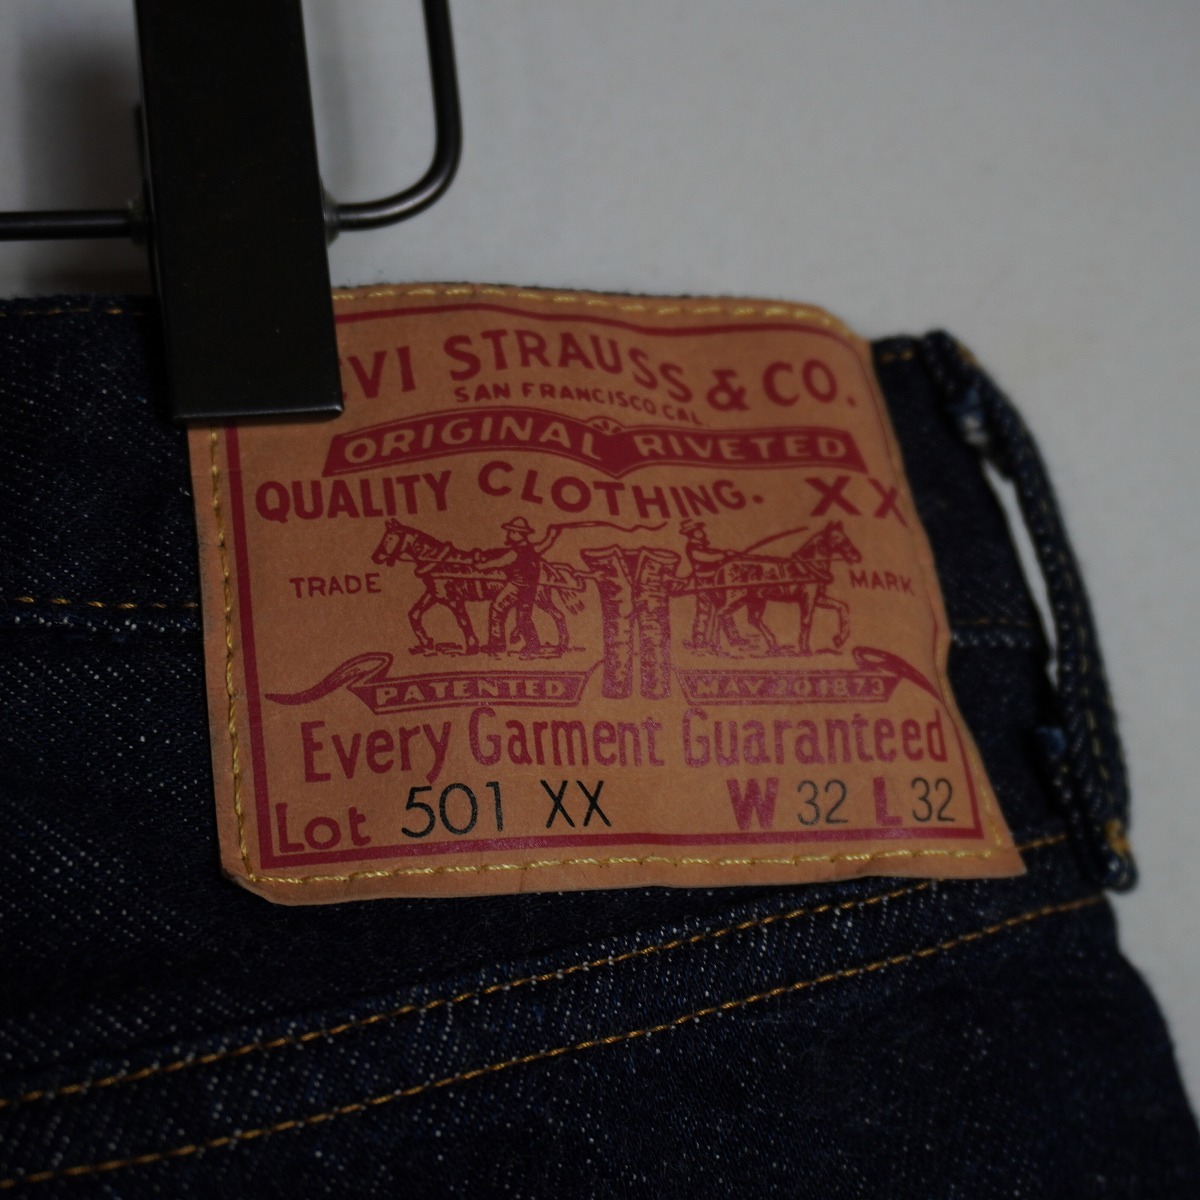 VI STRAUSS & CO.
SAN FRANCISCO CAL.
ORIGINAL RIVETED
QUALITY CLOTHING. XX
TRADE MARK
PATENTED MAY 20 1873
Every Garment Guaranteed
Lot 501 XX W 32 L 32